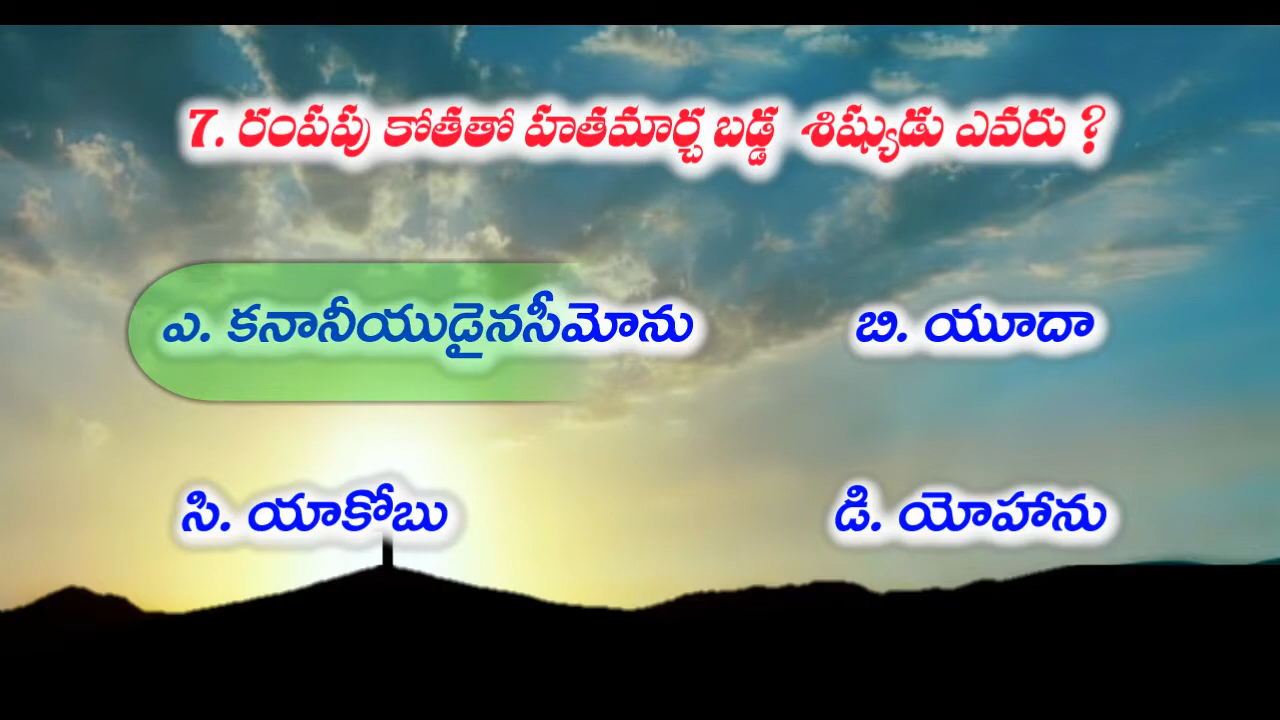 7. రంపపు కోతతో హతమార్చ బడ్డ శిష్యుడు ఎవరు ?
ఎ. కనానీయుడైనసీమోను
బి. యూదా
సి. యాకోబు
డి. యోహాను